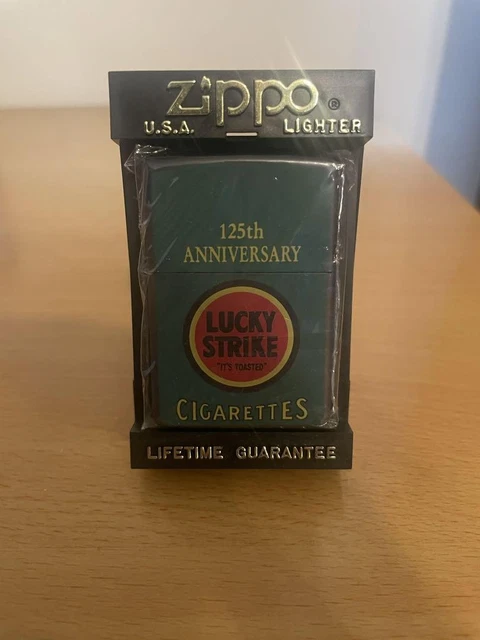 Zippo ®
U.S.A. LIGHTER
125th
ANNIVERSARY
LUCKY
STRIKE
"IT'S TOASTED"
CIGARETTES
LIFETIME GUARANTEE